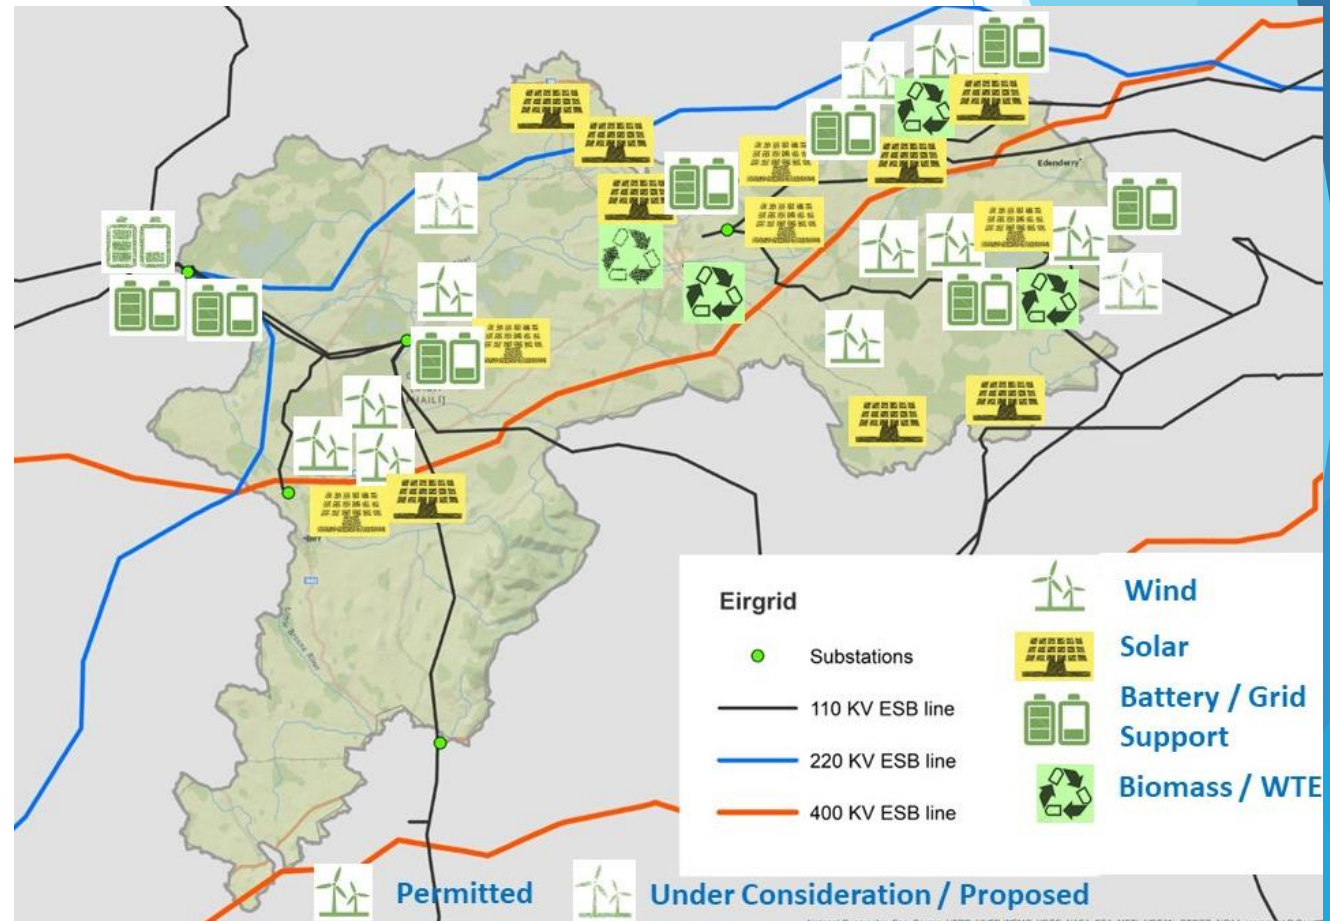 Edenderry
Eirgrid
Substations
110 KV ESB line
220 KV ESB line
400 KV ESB line
Wind
Solar
Battery / Grid
Support
Biomass / WTE
Permitted
Under Consideration / Proposed